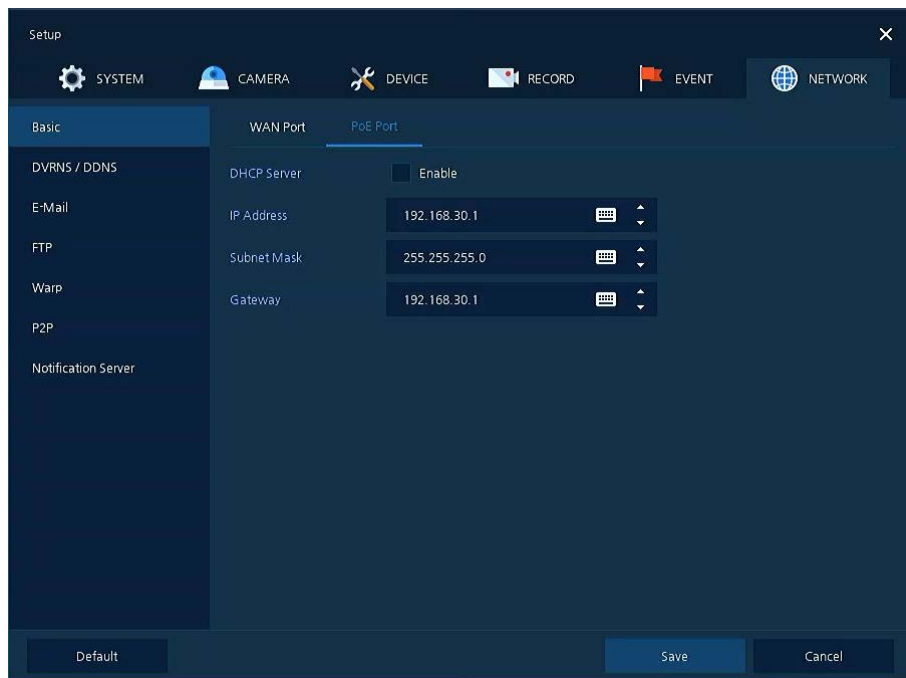 Setup
SYSTEM CAMERA DEVICE RECORD EVENT NETWORK
Basic
DVRNS / DDNS
E-Mail
FTP
Warp
P2P
Notification Server
WAN Port PoE Port
DHCP Server Enable
IP Address 192.168.30.1
Subnet Mask 255.255.255.0
Gateway 192.168.30.1
Default Save Cancel